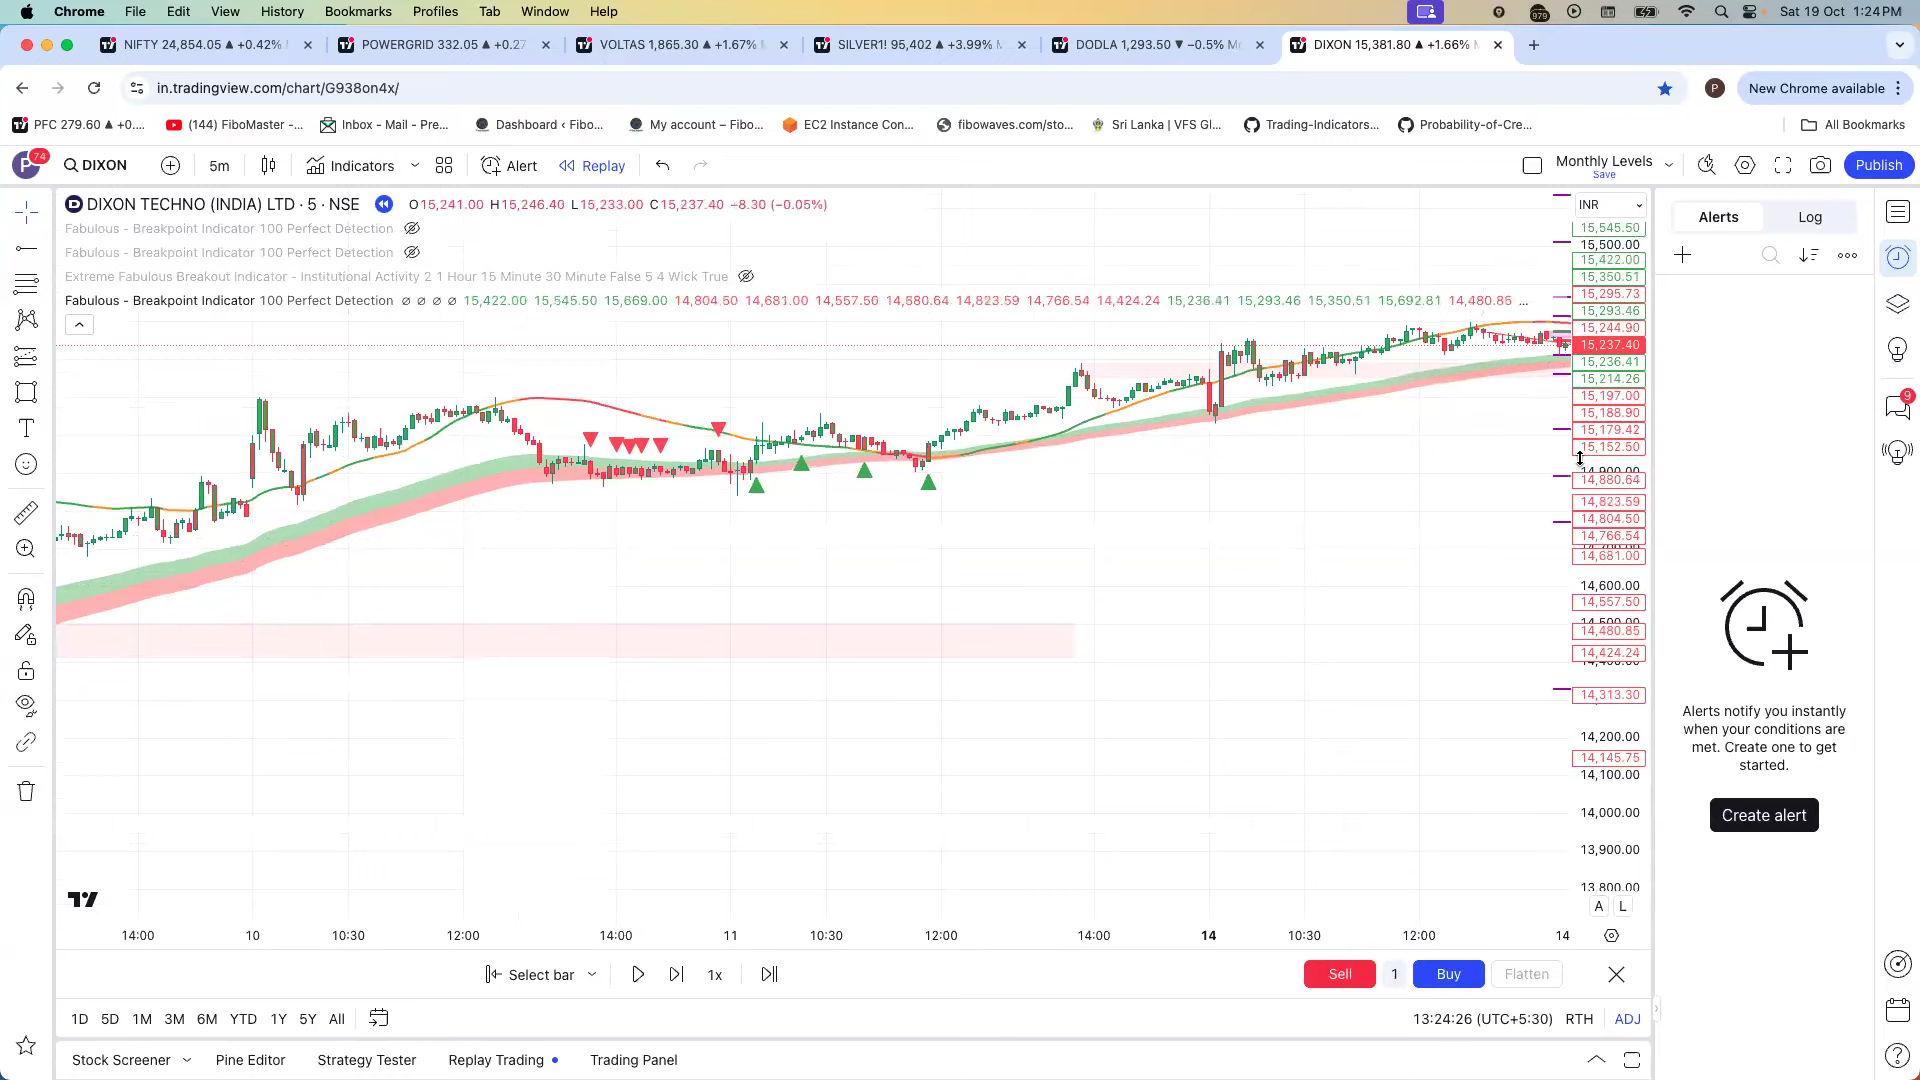 Chrome File Edit View History Bookmarks Profiles Tab Window Help
979
Sat 19 Oct 1:24 PM
NIFTY 24,854.05 ▲ +0.42%
POWERGRID 332.05 ▲ +0.27
VOLTAS 1,865.30 ▲ +1.67%
SILVER1! 95,402 ▲ +3.99%
DODLA 1,293.50 ▼ −0.5%
DIXON 15,381.80 ▲ +1.66%
in.tradingview.com/chart/G938on4x/
P
New Chrome available
PFC 279.60 ▲ +0....
(144) FiboMaster -...
Inbox - Mail - Pre...
Dashboard ‹ Fibo...
My account – Fibo...
EC2 Instance Con...
fibowaves.com/sto...
Sri Lanka | VFS Gl...
Trading-Indicators...
Probability-of-Cre...
All Bookmarks
P 74
DIXON
5m
Indicators
Alert
Replay
Monthly Levels
Save
Publish
DIXON TECHNO (INDIA) LTD · 5 · NSE
O15,241.00 H15,246.40 L15,233.00 C15,237.40 −8.30 (−0.05%)
Fabulous - Breakpoint Indicator 100 Perfect Detection
Fabulous - Breakpoint Indicator 100 Perfect Detection
Extreme Fabulous Breakout Indicator - Institutional Activity 2 1 Hour 15 Minute 30 Minute False 5 4 Wick True
Fabulous - Breakpoint Indicator 100 Perfect Detection ∅ ∅ ∅ ∅ 15,422.00 15,545.50 15,669.00 14,804.50 14,681.00 14,557.50 14,880.64 14,823.59 14,766.54 14,424.24 15,236.41 15,293.46 15,350.51 15,692.81 14,480.85 ...
INR
15,545.50
15,500.00
15,422.00
15,350.51
15,295.73
15,293.46
15,244.90
15,237.40
15,236.41
15,214.26
15,197.00
15,188.90
15,179.42
15,152.50
14,900.00
14,880.64
14,823.59
14,804.50
14,766.54
14,681.00
14,600.00
14,557.50
14,500.00
14,480.85
14,424.24
14,313.30
14,200.00
14,145.75
14,100.00
14,000.00
13,900.00
13,800.00
A L
14:00 10 10:30 12:00 14:00 11 10:30 12:00 14:00 14 10:30 12:00 14
Select bar
1x
Sell 1 Buy Flatten
1D 5D 1M 3M 6M YTD 1Y 5Y All
13:24:26 (UTC+5:30) RTH ADJ
Stock Screener Pine Editor Strategy Tester Replay Trading Trading Panel
Alerts Log
9
Alerts notify you instantly
when your conditions are
met. Create one to get
started.
Create alert